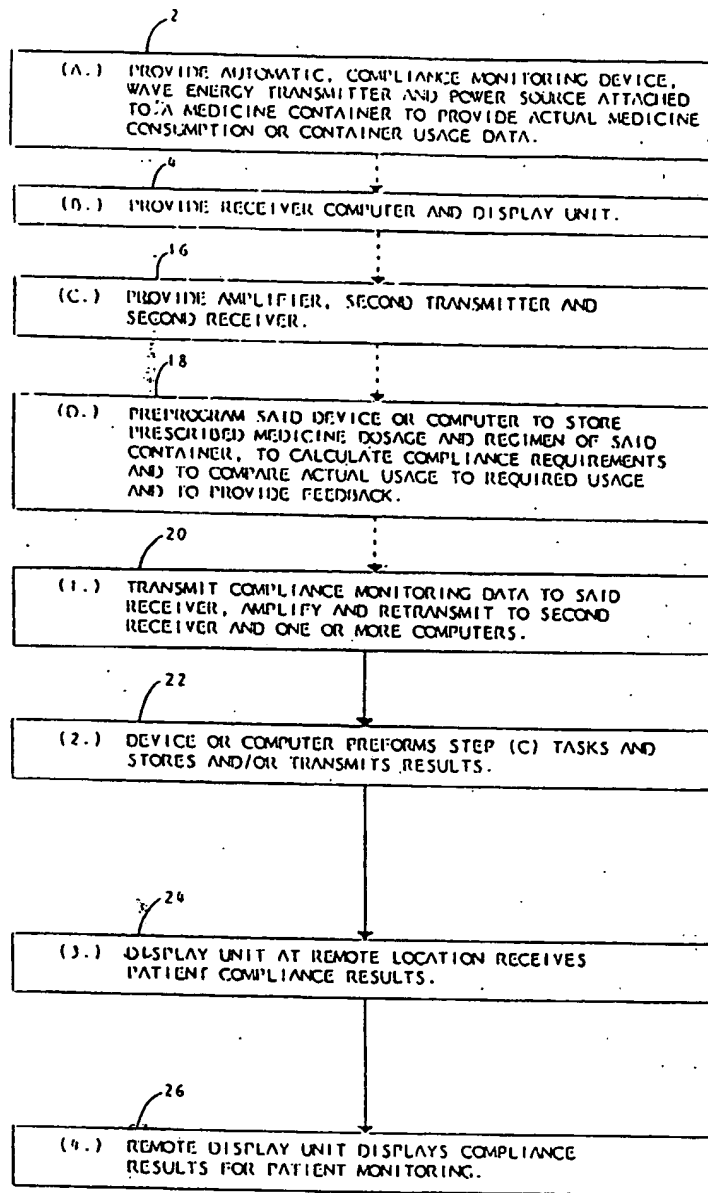 2
(A.) PROVIDE AUTOMATIC, COMPLIANCE MONITORING DEVICE,
WAVE ENERGY TRANSMITTER AND POWER SOURCE ATTACHED
TO A MEDICINE CONTAINER TO PROVIDE ACTUAL MEDICINE
CONSUMPTION OR CONTAINER USAGE DATA.
4
(B.) PROVIDE RECEIVER COMPUTER AND DISPLAY UNIT.
16
(C.) PROVIDE AMPLIFIER, SECOND TRANSMITTER AND
SECOND RECEIVER.
18
(D.) PREPROGRAM SAID DEVICE OR COMPUTER TO STORE
PRESCRIBED MEDICINE DOSAGE AND REGIMEN OF SAID
CONTAINER, TO CALCULATE COMPLIANCE REQUIREMENTS
AND TO COMPARE ACTUAL USAGE TO REQUIRED USAGE
AND TO PROVIDE FEEDBACK.
20
(1.) TRANSMIT COMPLIANCE MONITORING DATA TO SAID
RECEIVER, AMPLIFY AND RETRANSMIT TO SECOND
RECEIVER AND ONE OR MORE COMPUTERS.
22
(2.) DEVICE OR COMPUTER PREFORMS STEP (C) TASKS AND
STORES AND/OR TRANSMITS RESULTS.
24
(3.) DISPLAY UNIT AT REMOTE LOCATION RECEIVES
PATIENT COMPLIANCE RESULTS.
26
(4.) REMOTE DISPLAY UNIT DISPLAYS COMPLIANCE
RESULTS FOR PATIENT MONITORING.